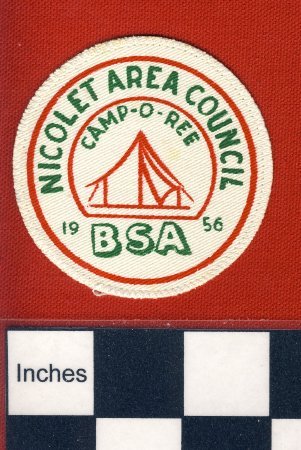 NICOLET AREA COUNCIL
CAMP-O-REE
19 56
BSA
Inches